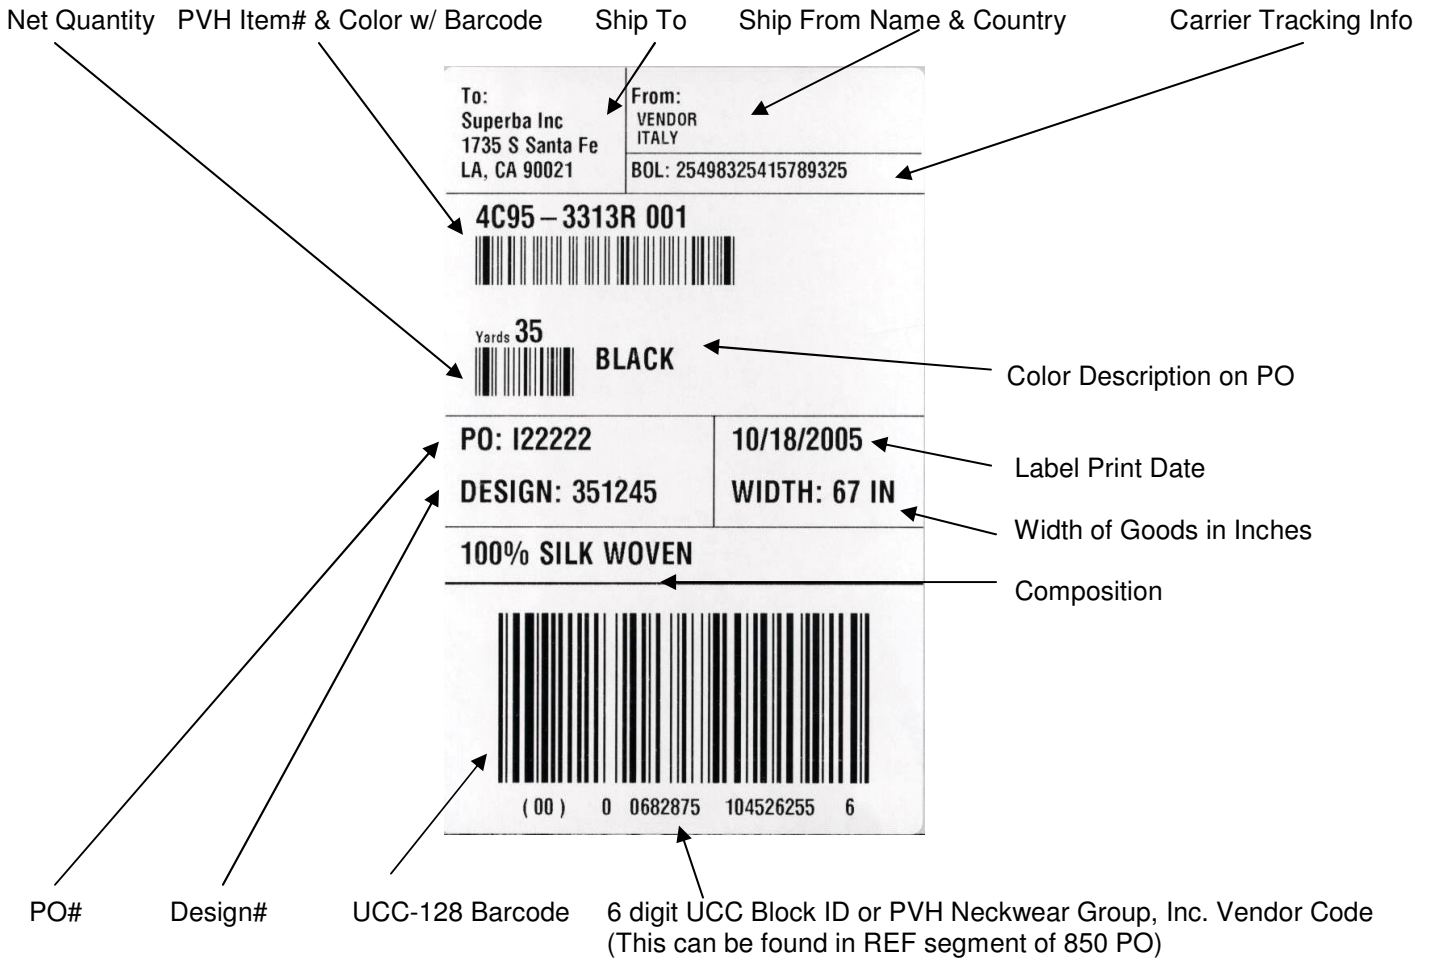 Net Quantity PVH Item# & Color w/ Barcode Ship To Ship From Name & Country Carrier Tracking Info
To:
Superba Inc
1735 S Santa Fe
LA, CA 90021
From:
VENDOR
ITALY
BOL: 25498325415789325
4C95 – 3313R 001
Yards 35
BLACK
Color Description on PO
PO: I22222
10/18/2005
Label Print Date
DESIGN: 351245
WIDTH: 67 IN
Width of Goods in Inches
100% SILK WOVEN
Composition
( 00 ) 0 0682875 104526255 6
PO# Design# UCC-128 Barcode 6 digit UCC Block ID or PVH Neckwear Group, Inc. Vendor Code
(This can be found in REF segment of 850 PO)